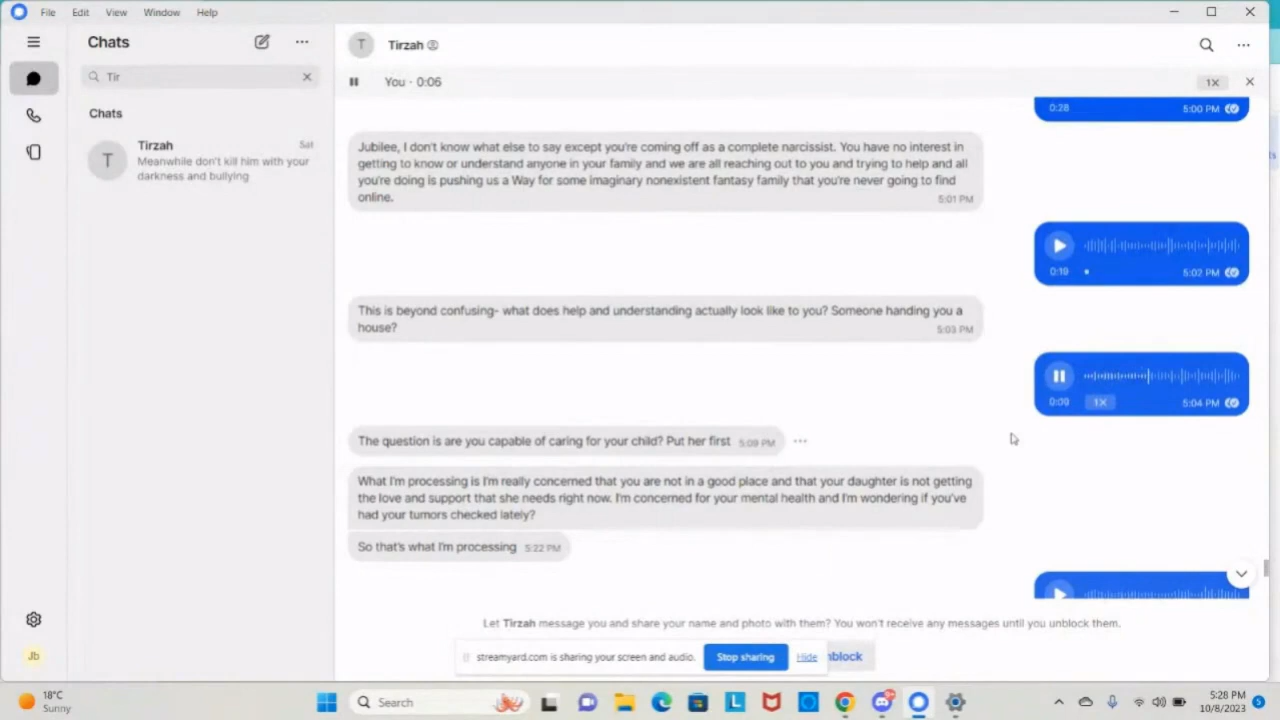 File Edit View Window Help
Chats
Tirzah
Tir
You · 0:06
1X
Chats
0:28 5:00 PM
Tirzah Sat
Meanwhile don't kill him with your
darkness and bullying
Jubilee, I don't know what else to say except you're coming off as a complete narcissist. You have no interest in
getting to know or understand anyone in your family and we are all reaching out to you and trying to help and all
you're doing is pushing us a Way for some imaginary nonexistent fantasy family that you're never going to find
online.
5:01 PM
0:19 5:02 PM
This is beyond confusing- what does help and understanding actually look like to you? Someone handing you a
house?
5:03 PM
0:09 1X 5:04 PM
The question is are you capable of caring for your child? Put her first 5:09 PM
What I'm processing is I'm really concerned that you are not in a good place and that your daughter is not getting
the love and support that she needs right now. I'm concerned for your mental health and I'm wondering if you've
had your tumors checked lately?
So that's what I'm processing 5:22 PM
Let Tirzah message you and share your name and photo with them? You won't receive any messages until you unblock them.
streamyard.com is sharing your screen and audio. Stop sharing Hide nblock
Jb
18°C
Sunny
Search
5:28 PM
10/8/2023